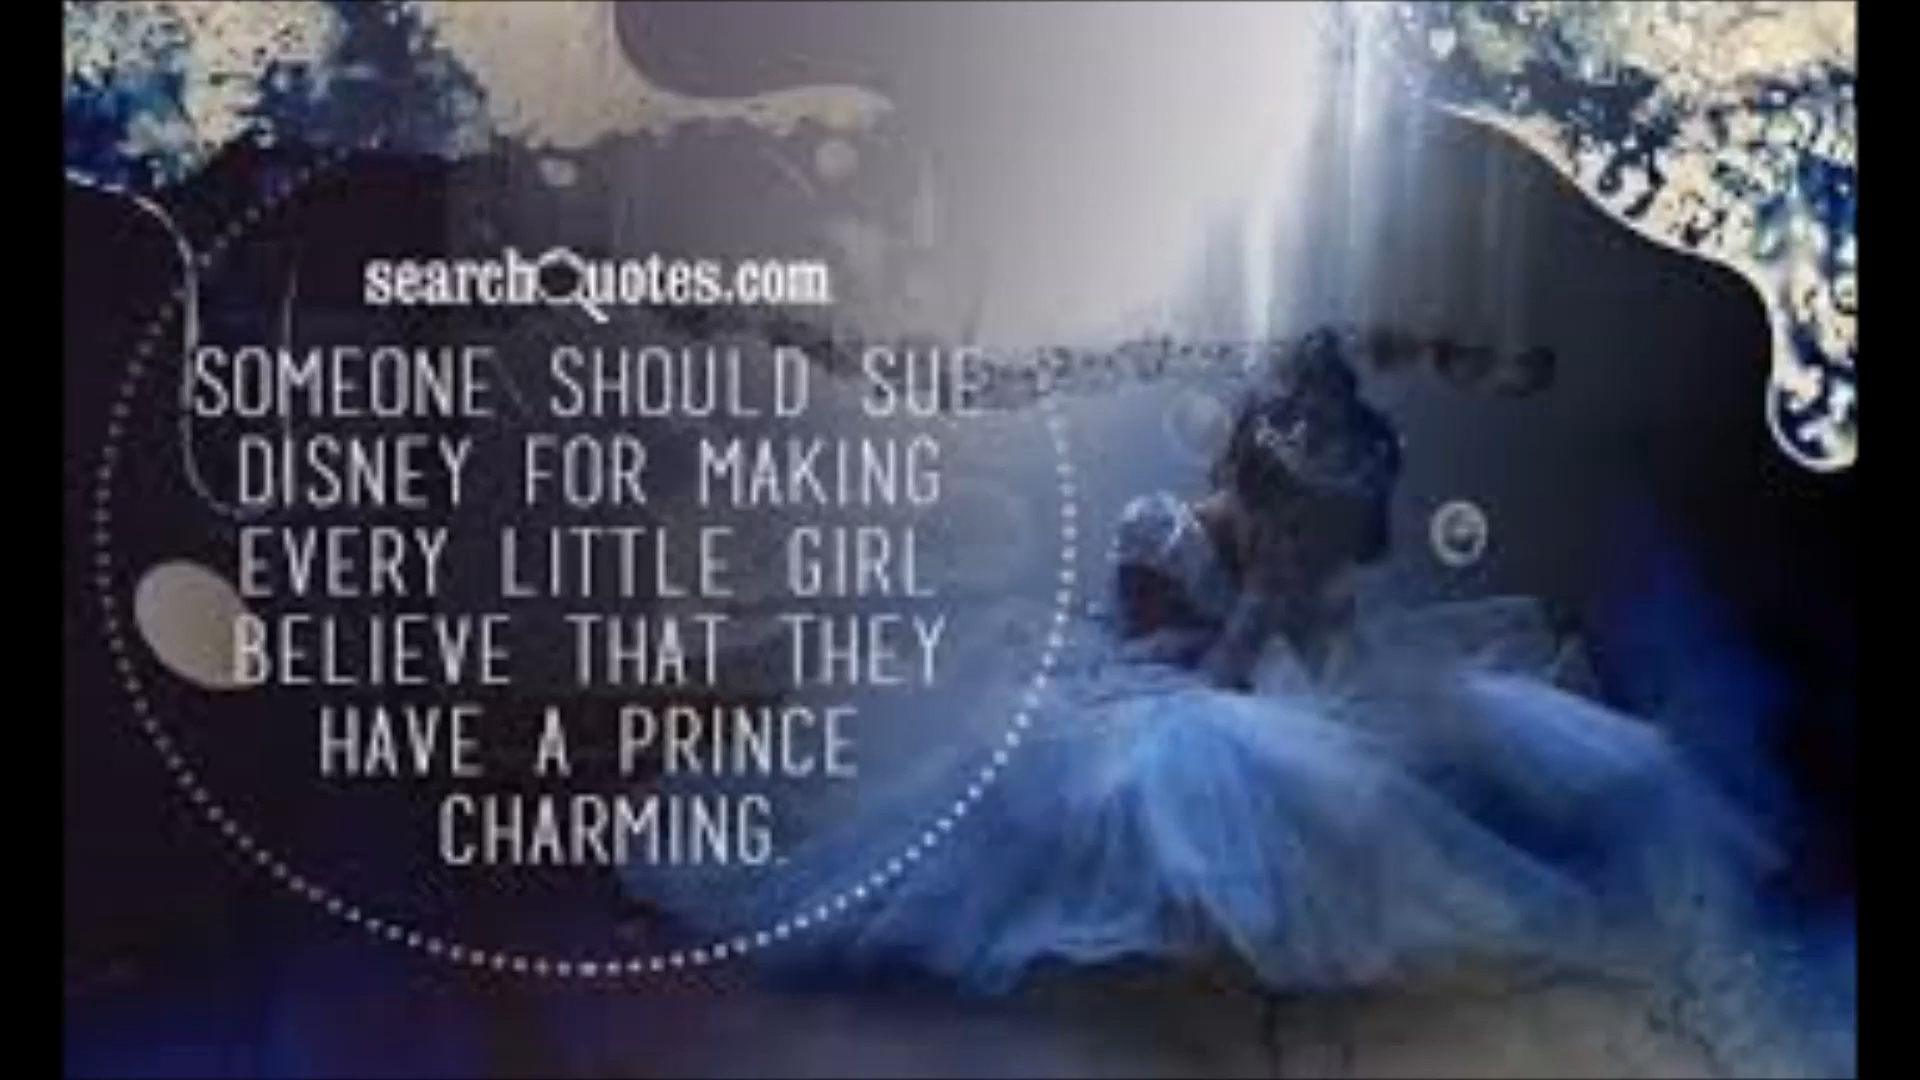 searchQuotes.com
SOMEONE SHOULD SUE
DISNEY FOR MAKING
EVERY LITTLE GIRL
BELIEVE THAT THEY
HAVE A PRINCE
CHARMING.